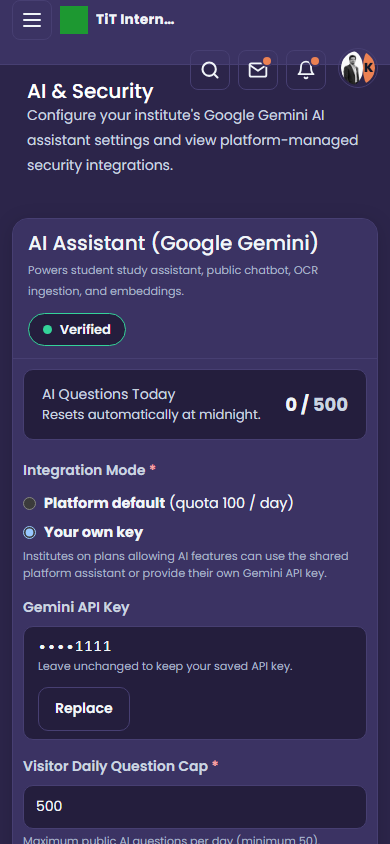 TiT Intern...
K
AI & Security
Configure your institute's Google Gemini AI
assistant settings and view platform-managed
security integrations.
AI Assistant (Google Gemini)
Powers student study assistant, public chatbot, OCR
ingestion, and embeddings.
Verified
AI Questions Today
Resets automatically at midnight.
0 / 500
Integration Mode *
Platform default (quota 100 / day)
Your own key
Institutes on plans allowing AI features can use the shared
platform assistant or provide their own Gemini API key.
Gemini API Key
••••1111
Leave unchanged to keep your saved API key.
Replace
Visitor Daily Question Cap *
500
Maximum public AI questions per day (minimum 50)